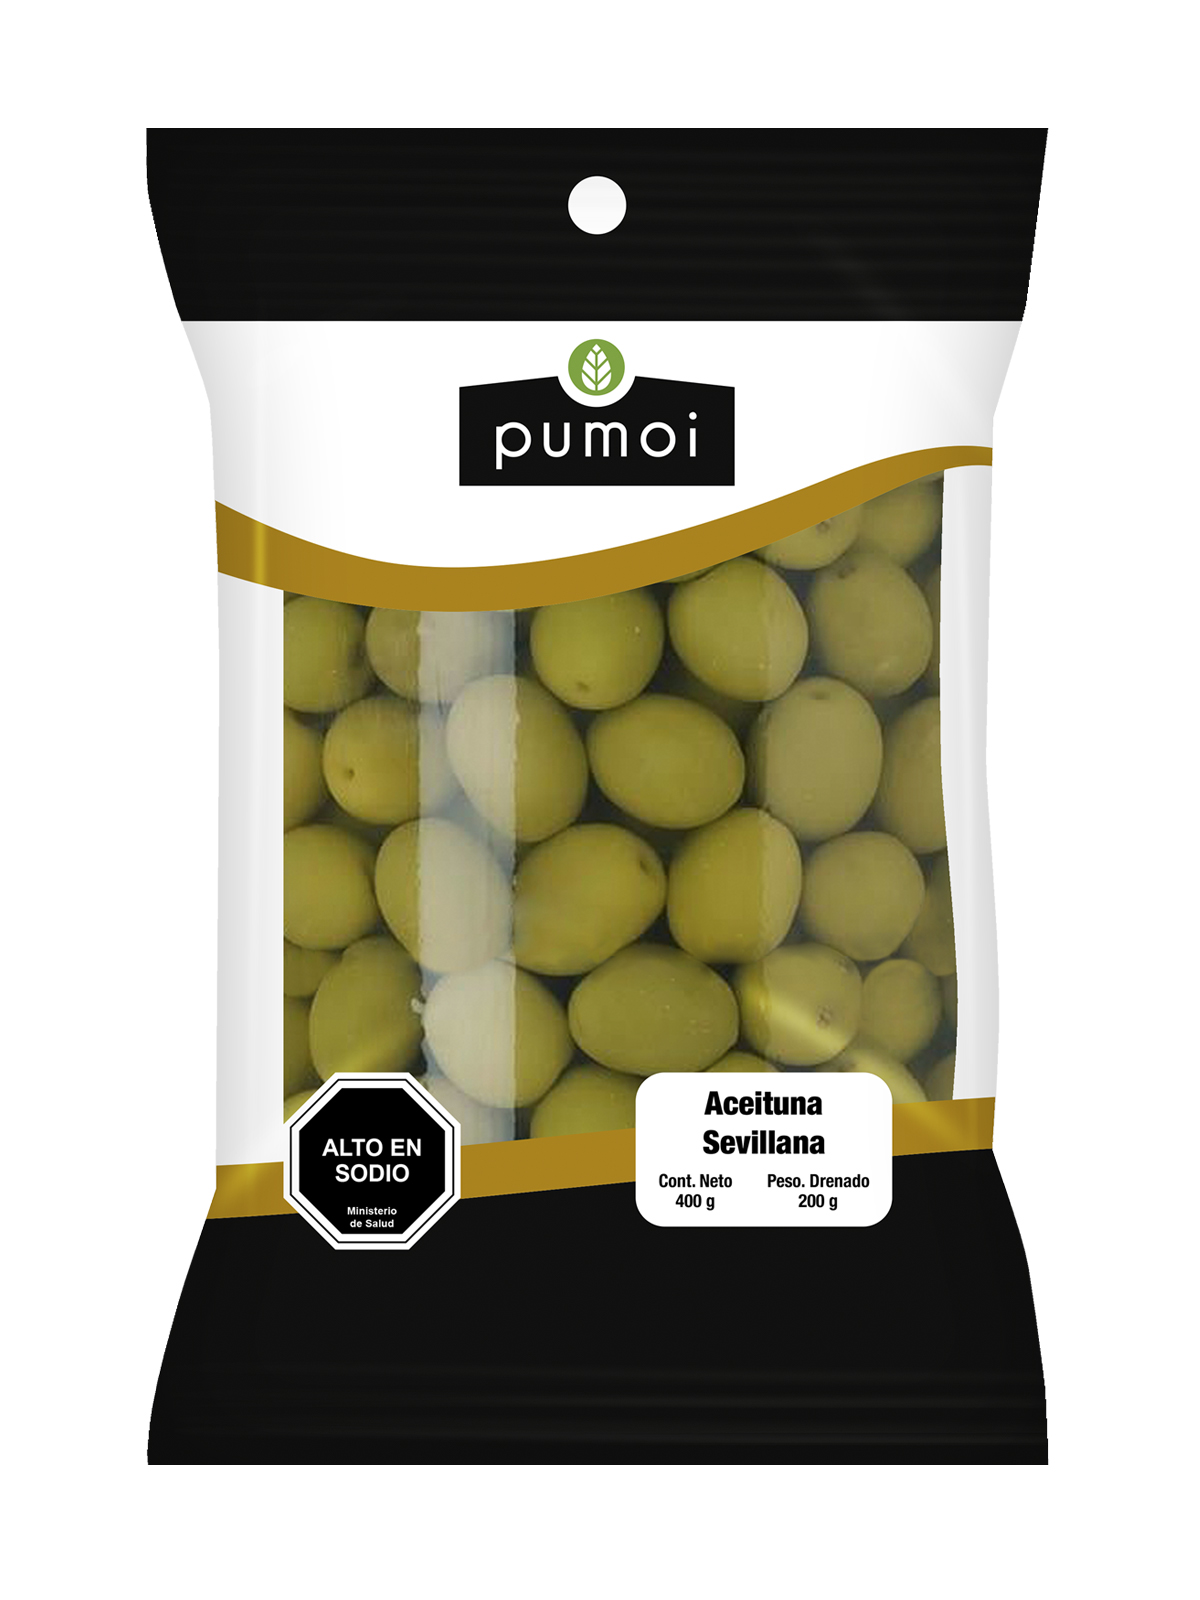 pumoi
ALTO EN
SODIO
Ministerio
de Salud
Aceituna
Sevillana
Cont. Neto
400 g
Peso. Drenado
200 g